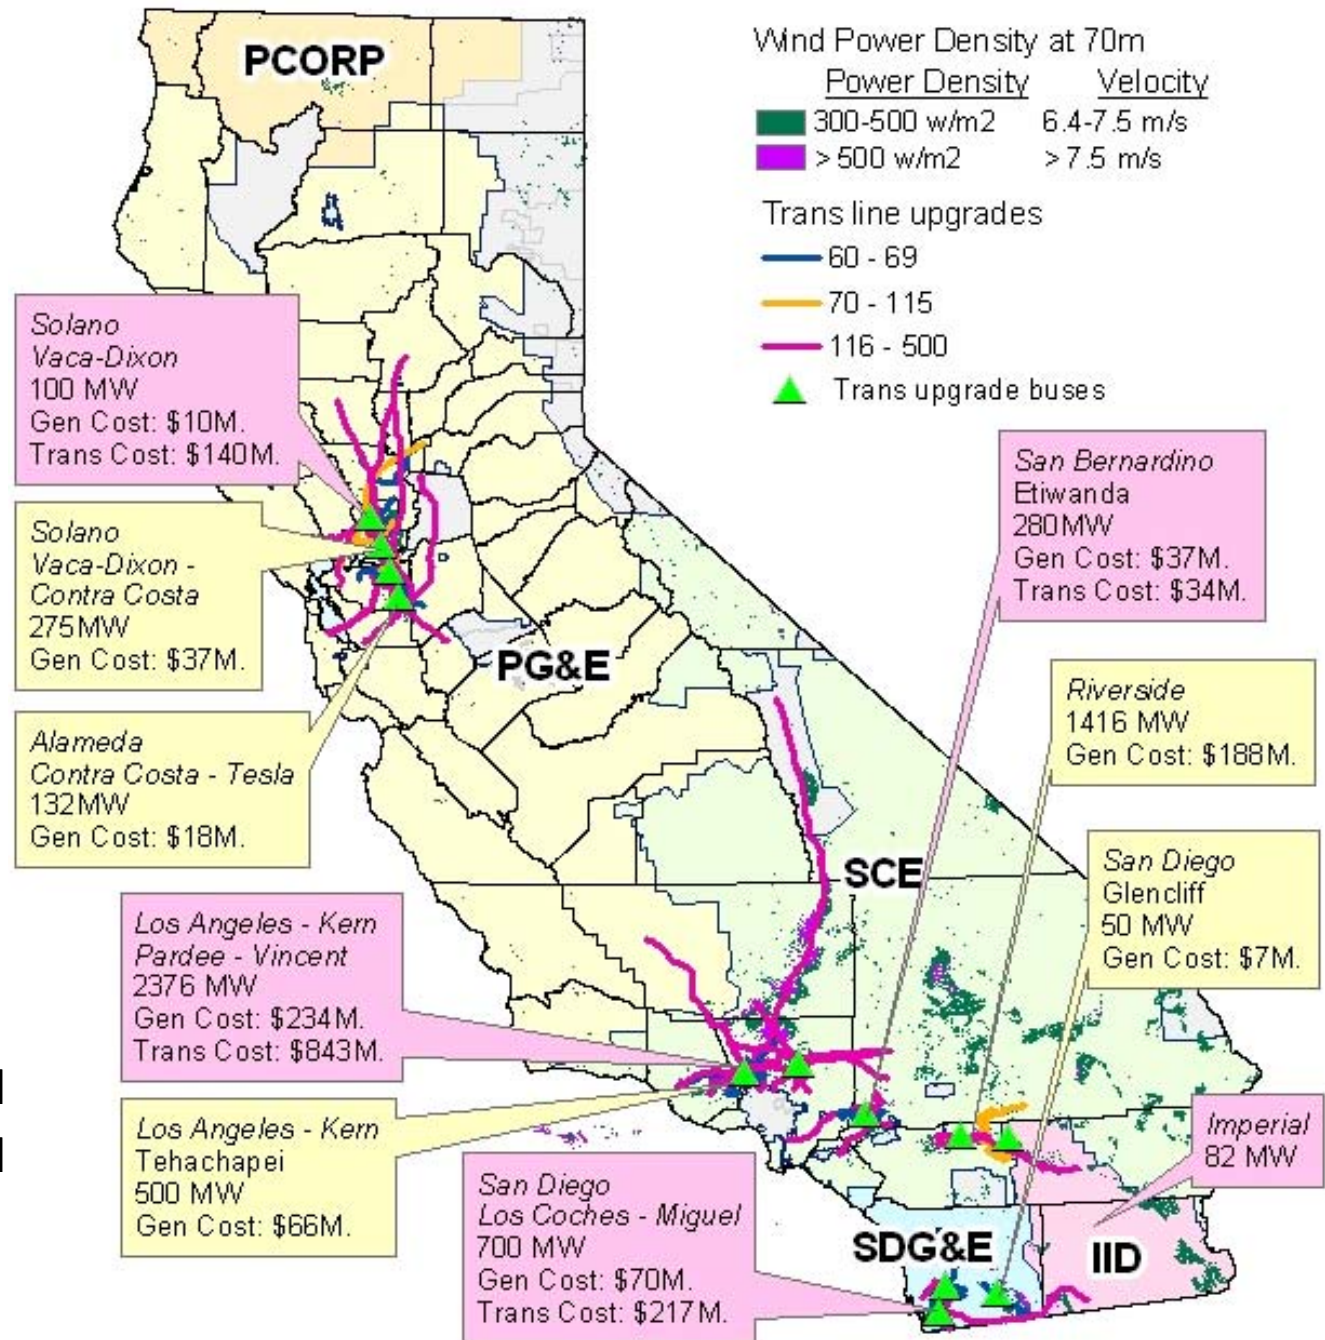 PCORP
Wind Power Density at 70m
Power Density Velocity
300-500 w/m2 6.4-7.5 m/s
> 500 w/m2 > 7.5 m/s
Trans line upgrades
60 - 69
70 - 115
116 - 500
Trans upgrade buses
Solano
Vaca-Dixon
100 MW
Gen Cost: $10M.
Trans Cost: $140M.
Solano
Vaca-Dixon -
Contra Costa
275MW
Gen Cost: $37M.
Alameda
Contra Costa - Tesla
132MW
Gen Cost: $18M.
PG&E
San Bernardino
Etiwanda
280MW
Gen Cost: $37M.
Trans Cost: $34M.
Riverside
1416 MW
Gen Cost: $188M.
SCE
San Diego
Glencliff
50 MW
Gen Cost: $7M.
Los Angeles - Kern
Pardee - Vincent
2376 MW
Gen Cost: $234M.
Trans Cost: $843M.
Los Angeles - Kern
Tehachapei
500 MW
Gen Cost: $66M.
San Diego
Los Coches - Miguel
700 MW
Gen Cost: $70M.
Trans Cost: $217M.
Imperial
82 MW
SDG&E
IID